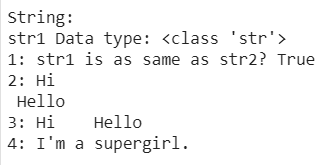 String:
str1 Data type: <class 'str'>
1: str1 is as same as str2? True
2: Hi
 Hello
3: Hi    Hello
4: I'm a supergirl.